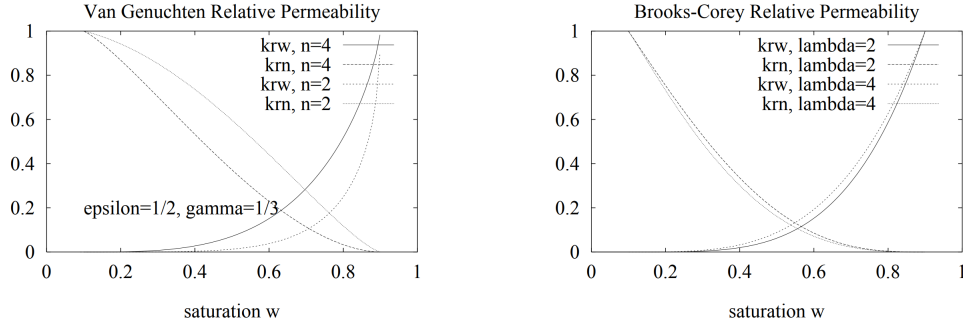 Van Genuchten Relative Permeability
1
0.8
0.6
0.4
0.2
0
0
0.2
0.4
0.6
0.8
1
krw, n=4
krn, n=4
krw, n=2
krn, n=2
epsilon=1/2, gamma=1/3
saturation w
Brooks-Corey Relative Permeability
1
0.8
0.6
0.4
0.2
0
0
0.2
0.4
0.6
0.8
1
krw, lambda=2
krn, lambda=2
krw, lambda=4
krn, lambda=4
saturation w